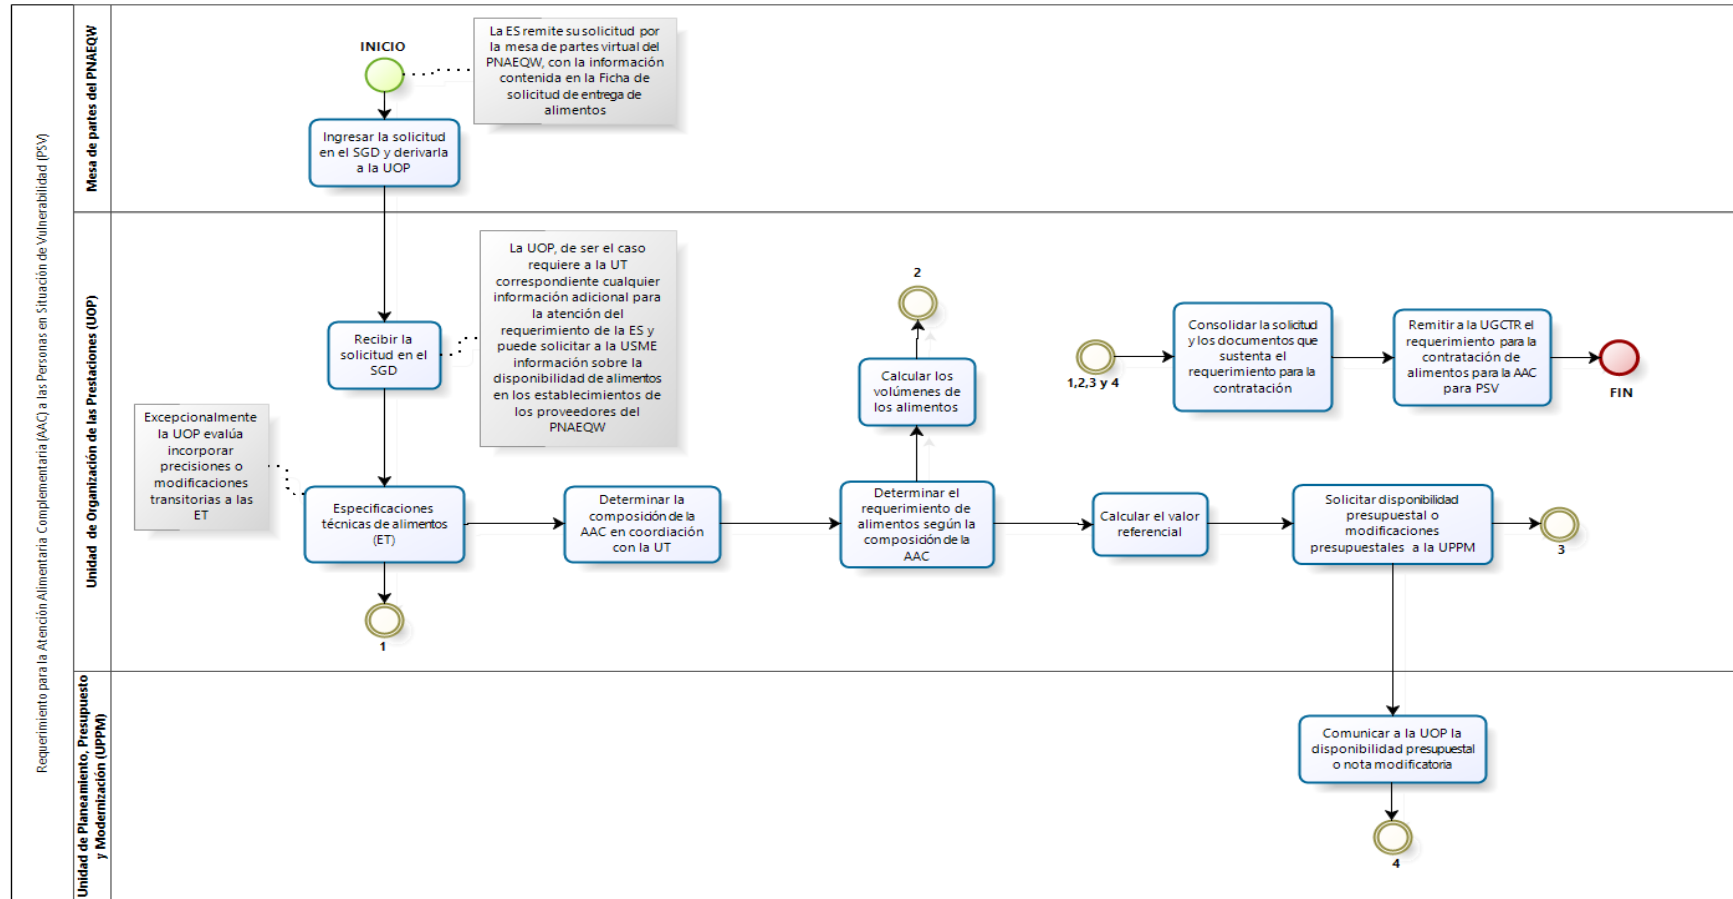 Requerimiento para la Atención Alimentaria Complementaria (AAC) a las Personas en Situación de Vulnerabilidad (PSV)
Mesa de partes del PNAEQW
INICIO
La ES remite su solicitud por
la mesa de partes virtual del
PNAEQW, con la información
contenida en la Ficha de
solicitud de entrega de
alimentos
Ingresar la solicitud
en el SGD y derivarla
a la UOP
Unidad de Organización de las Prestaciones (UOP)
Recibir la
solicitud en el
SGD
La UOP, de ser el caso
requiere a la UT
correspondiente cualquier
información adicional para
la atención del
requerimiento de la ES y
puede solicitar a la USME
información sobre la
disponibilidad de alimentos
en los establecimientos de
los proveedores del
PNAEQW
Excepcionalmente
la UOP evalúa
incorporar
precisiones o
modificaciones
transitorias a las
ET
Especificaciones
técnicas de alimentos
(ET)
1
Determinar la
composición de la
AAC en coordiación
con la UT
Determinar el
requerimiento de
alimentos según la
composición de la
AAC
Calcular los
volúmenes de
los alimentos
2
Calcular el valor
referencial
Solicitar disponibilidad
presupuestal o
modificaciones
presupuestales a la UPPM
3
1,2,3 y 4
Consolidar la solicitud
y los documentos que
sustenta el
requerimiento para la
contratación
Remitir a la UGCTR el
requerimiento para la
contratación de
alimentos para la AAC
para PSV
FIN
Unidad de Planeamiento, Presupuesto
y Modernización (UPPM)
Comunicar a la UOP la
disponibilidad presupuestal
o nota modificatoria
4